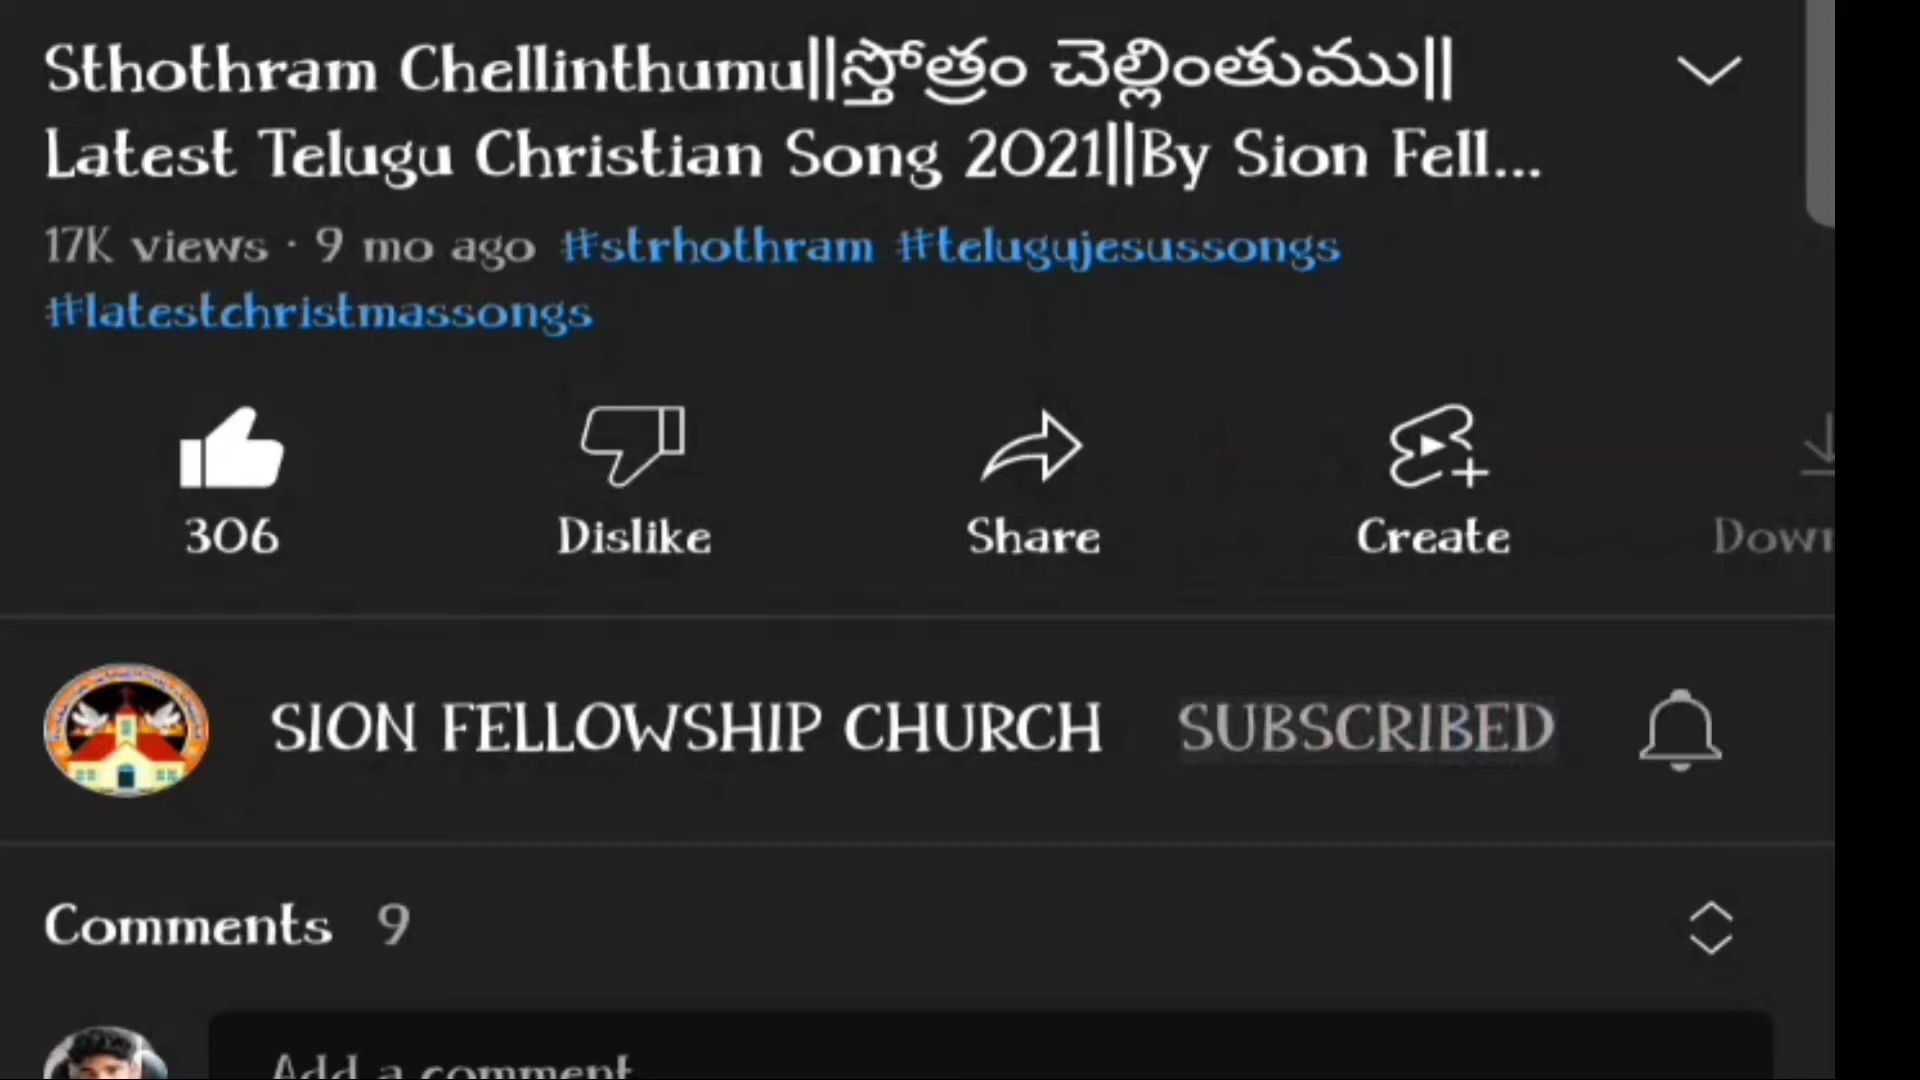 Sthothram Chellinthumu||స్తోత్రం చెల్లింతుము||
Latest Telugu Christian Song 2021||By Sion Fell...
17K views · 9 mo ago #strhothram #telugujesussongs
#latestchristmassongs
306 Dislike Share Create Down
SION FELLOWSHIP CHURCH SUBSCRIBED
Comments 9
Add a comment